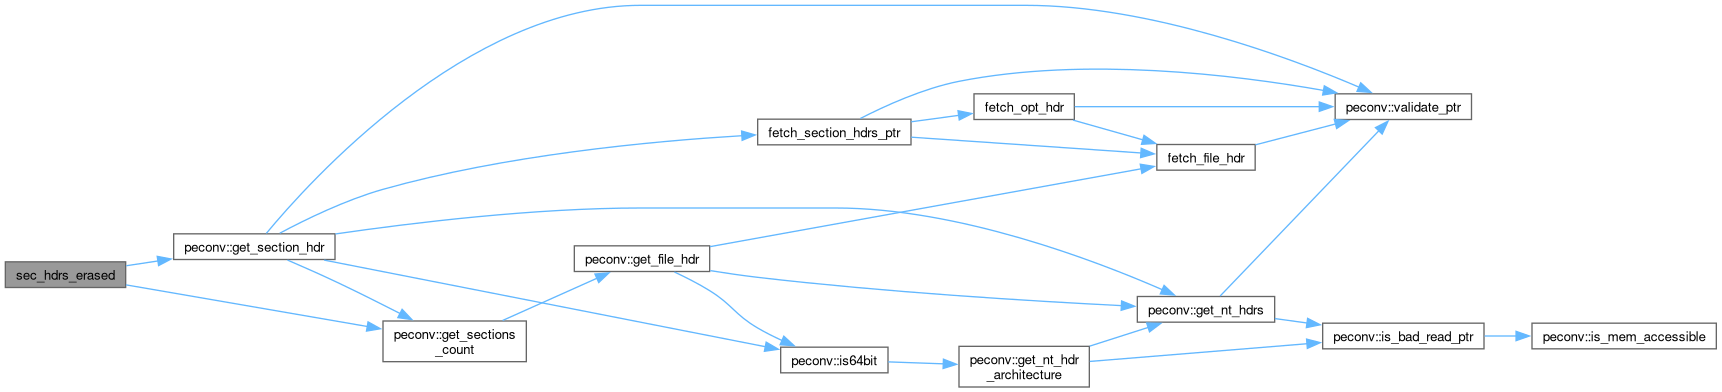 sec_hdrs_erased
peconv::get_section_hdr
peconv::get_sections
_count
peconv::get_file_hdr
fetch_section_hdrs_ptr
peconv::is64bit
fetch_opt_hdr
peconv::get_nt_hdr
_architecture
fetch_file_hdr
peconv::get_nt_hdrs
peconv::validate_ptr
peconv::is_bad_read_ptr
peconv::is_mem_accessible